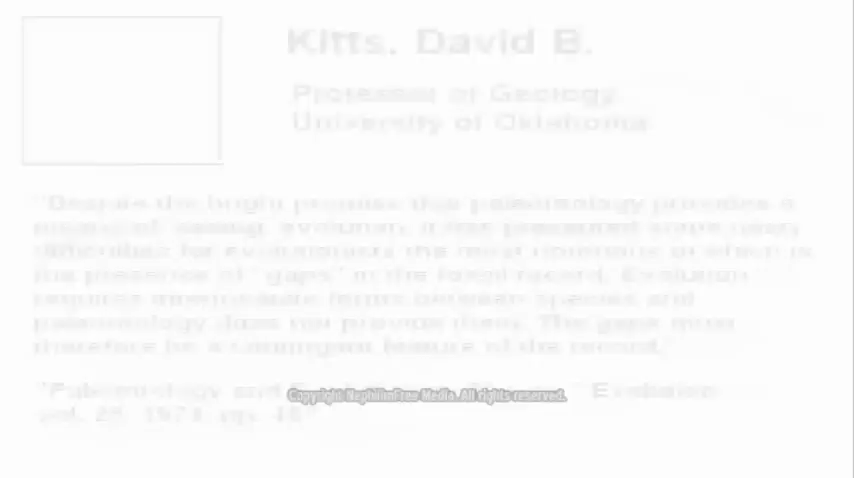 Kitts, David B.
Professor of Geology
University of Oklahoma
"Despite the bright promise that paleontology provides a
means of "seeing" evolution, it has presented some nasty
difficulties for evolutionists the most notorious of which is
the presence of "gaps" in the fossil record. Evolution
requires intermediate forms between species and
paleontology does not provide them. The gaps must
therefore be a contingent feature of the record."
"Paleontology and Evolution
Copyright NephilimFree Media. All rights reserved.
Evolution
vol. 28, 1974, pp.